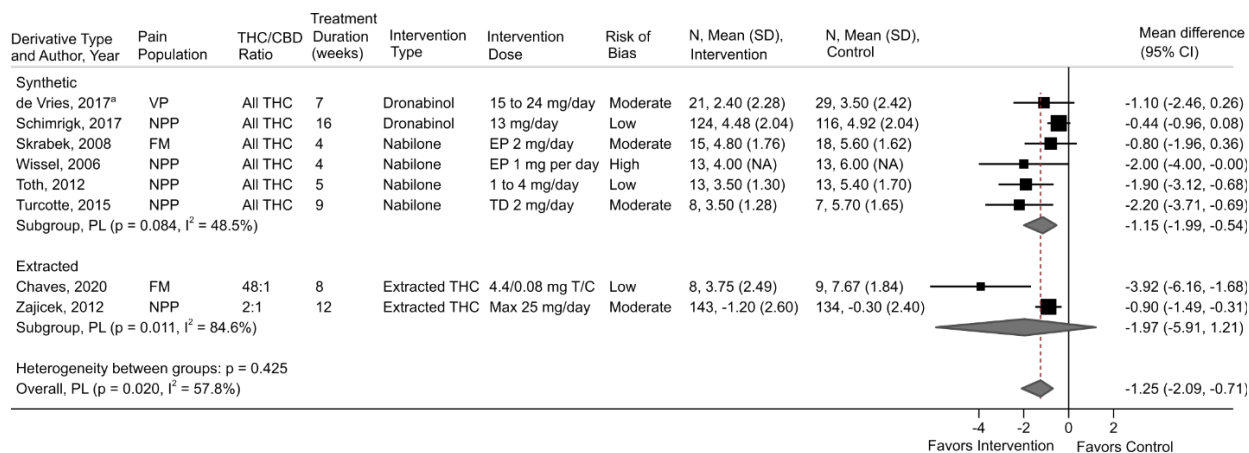 Derivative Type and Author, Year Pain Population THC/CBD Ratio Treatment Duration (weeks) Intervention Type Intervention Dose Risk of Bias N, Mean (SD), Intervention N, Mean (SD), Control Mean difference (95% CI)
Synthetic
de Vries, 2017ᵃ VP All THC 7 Dronabinol 15 to 24 mg/day Moderate 21, 2.40 (2.28) 29, 3.50 (2.42) -1.10 (-2.46, 0.26)
Schimrigk, 2017 NPP All THC 16 Dronabinol 13 mg/day Low 124, 4.48 (2.04) 116, 4.92 (2.04) -0.44 (-0.96, 0.08)
Skrabek, 2008 FM All THC 4 Nabilone EP 2 mg/day Moderate 15, 4.80 (1.76) 18, 5.60 (1.62) -0.80 (-1.96, 0.36)
Wissel, 2006 NPP All THC 4 Nabilone EP 1 mg per day High 13, 4.00 (NA) 13, 6.00 (NA) -2.00 (-4.00, -0.00)
Toth, 2012 NPP All THC 5 Nabilone 1 to 4 mg/day Low 13, 3.50 (1.30) 13, 5.40 (1.70) -1.90 (-3.12, -0.68)
Turcotte, 2015 NPP All THC 9 Nabilone TD 2 mg/day Moderate 8, 3.50 (1.28) 7, 5.70 (1.65) -2.20 (-3.71, -0.69)
Subgroup, PL (p = 0.084, I² = 48.5%) -1.15 (-1.99, -0.54)
Extracted
Chaves, 2020 FM 48:1 8 Extracted THC 4.4/0.08 mg T/C Low 8, 3.75 (2.49) 9, 7.67 (1.84) -3.92 (-6.16, -1.68)
Zajicek, 2012 NPP 2:1 12 Extracted THC Max 25 mg/day Moderate 143, -1.20 (2.60) 134, -0.30 (2.40) -0.90 (-1.49, -0.31)
Subgroup, PL (p = 0.011, I² = 84.6%) -1.97 (-5.91, 1.21)
Heterogeneity between groups: p = 0.425
Overall, PL (p = 0.020, I² = 57.8%) -1.25 (-2.09, -0.71)
-4 -2 0 2
Favors Intervention Favors Control